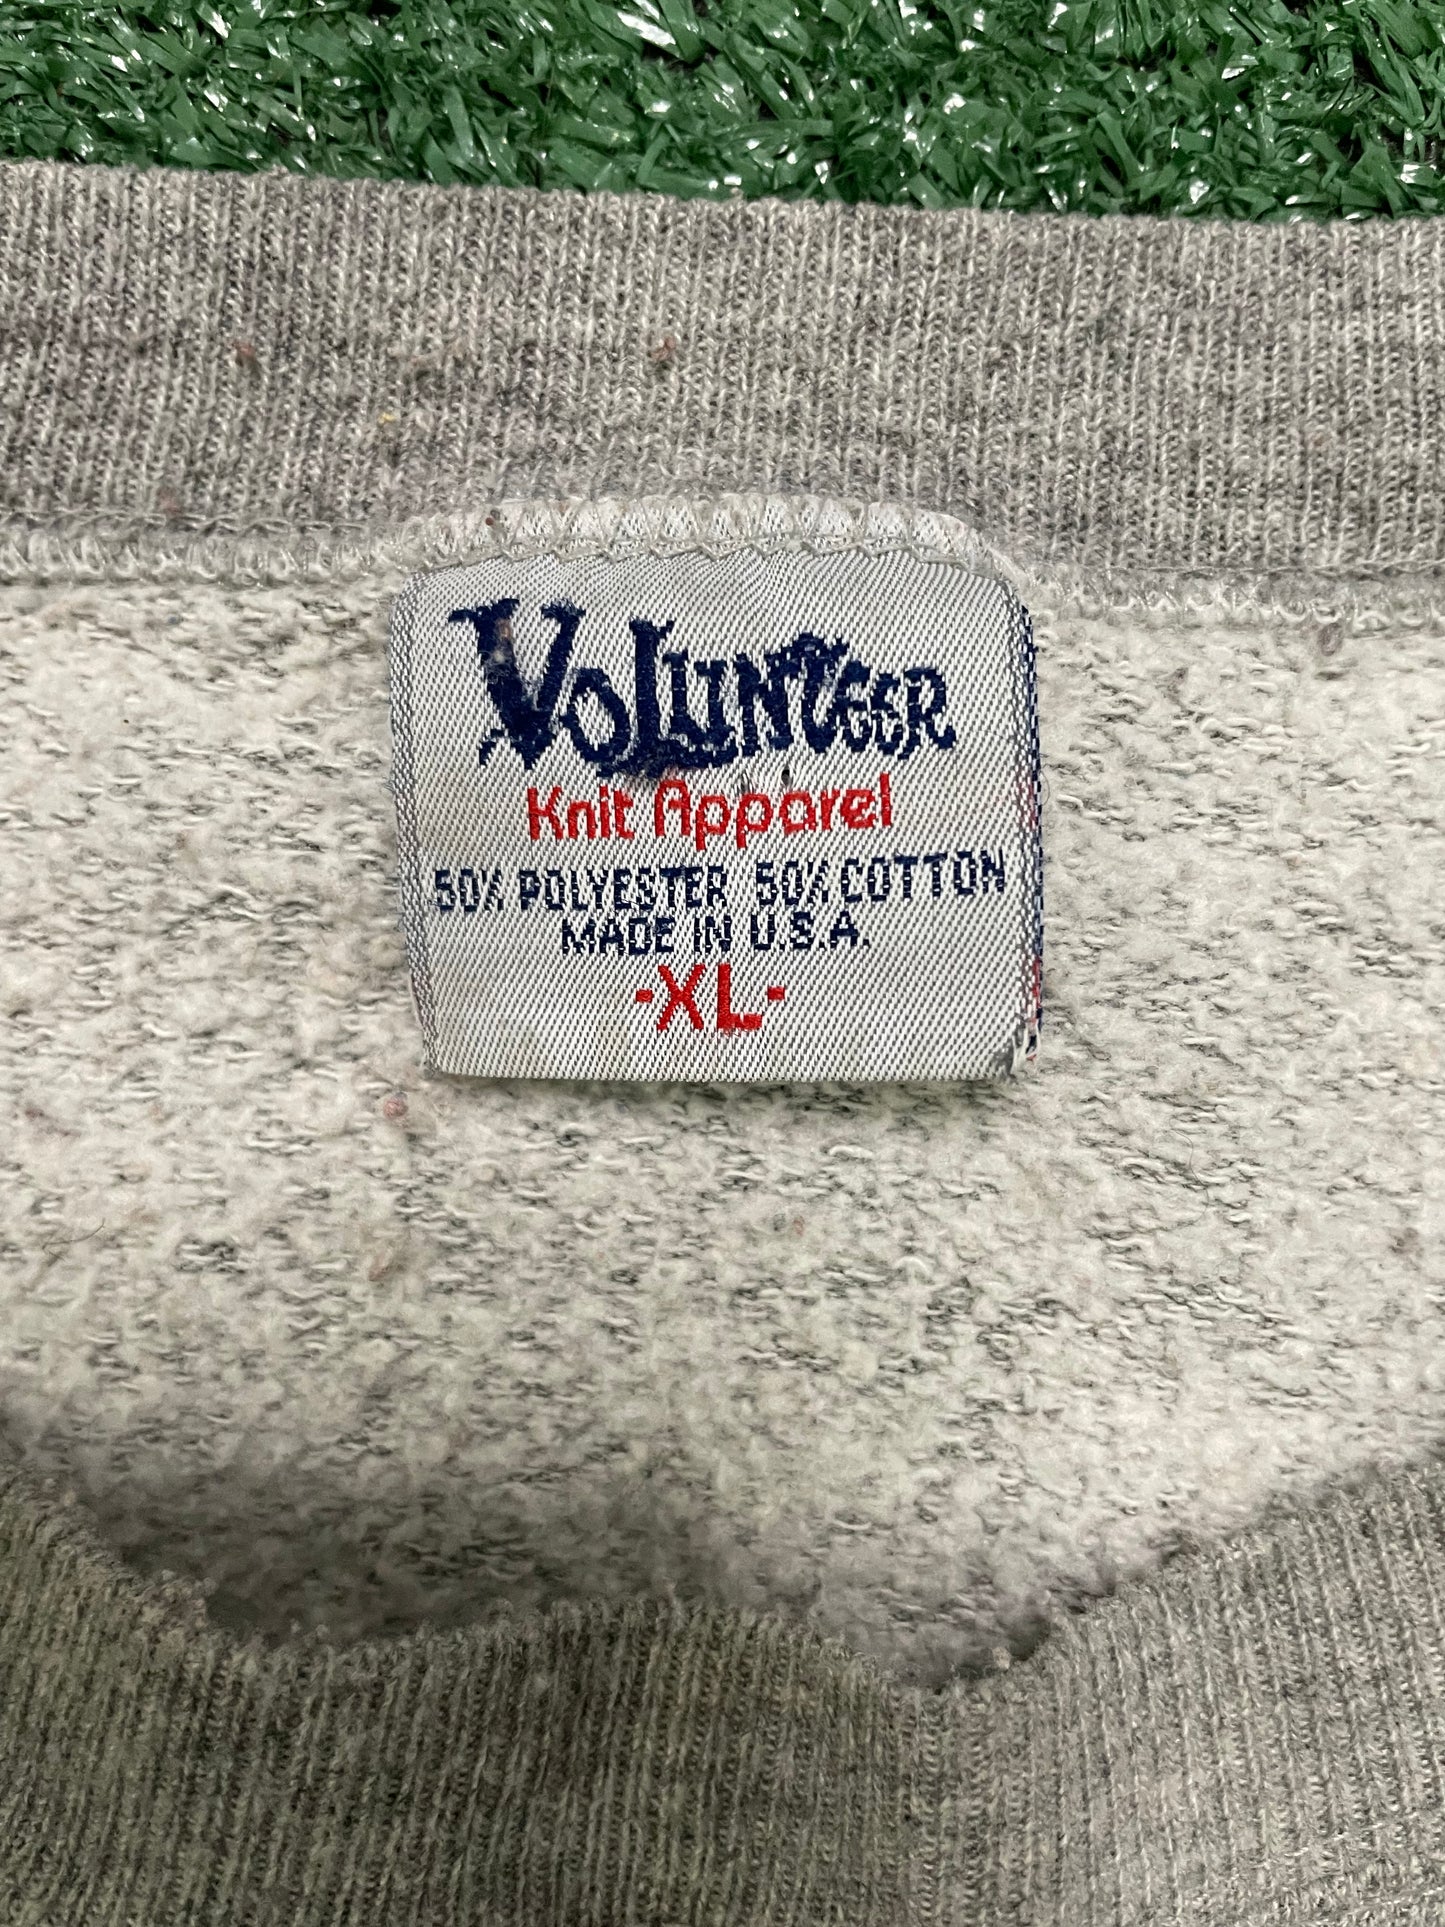 VOLUNTEER
Knit Apparel
50% POLYESTER 50% COTTON
MADE IN U.S.A.
-XL-